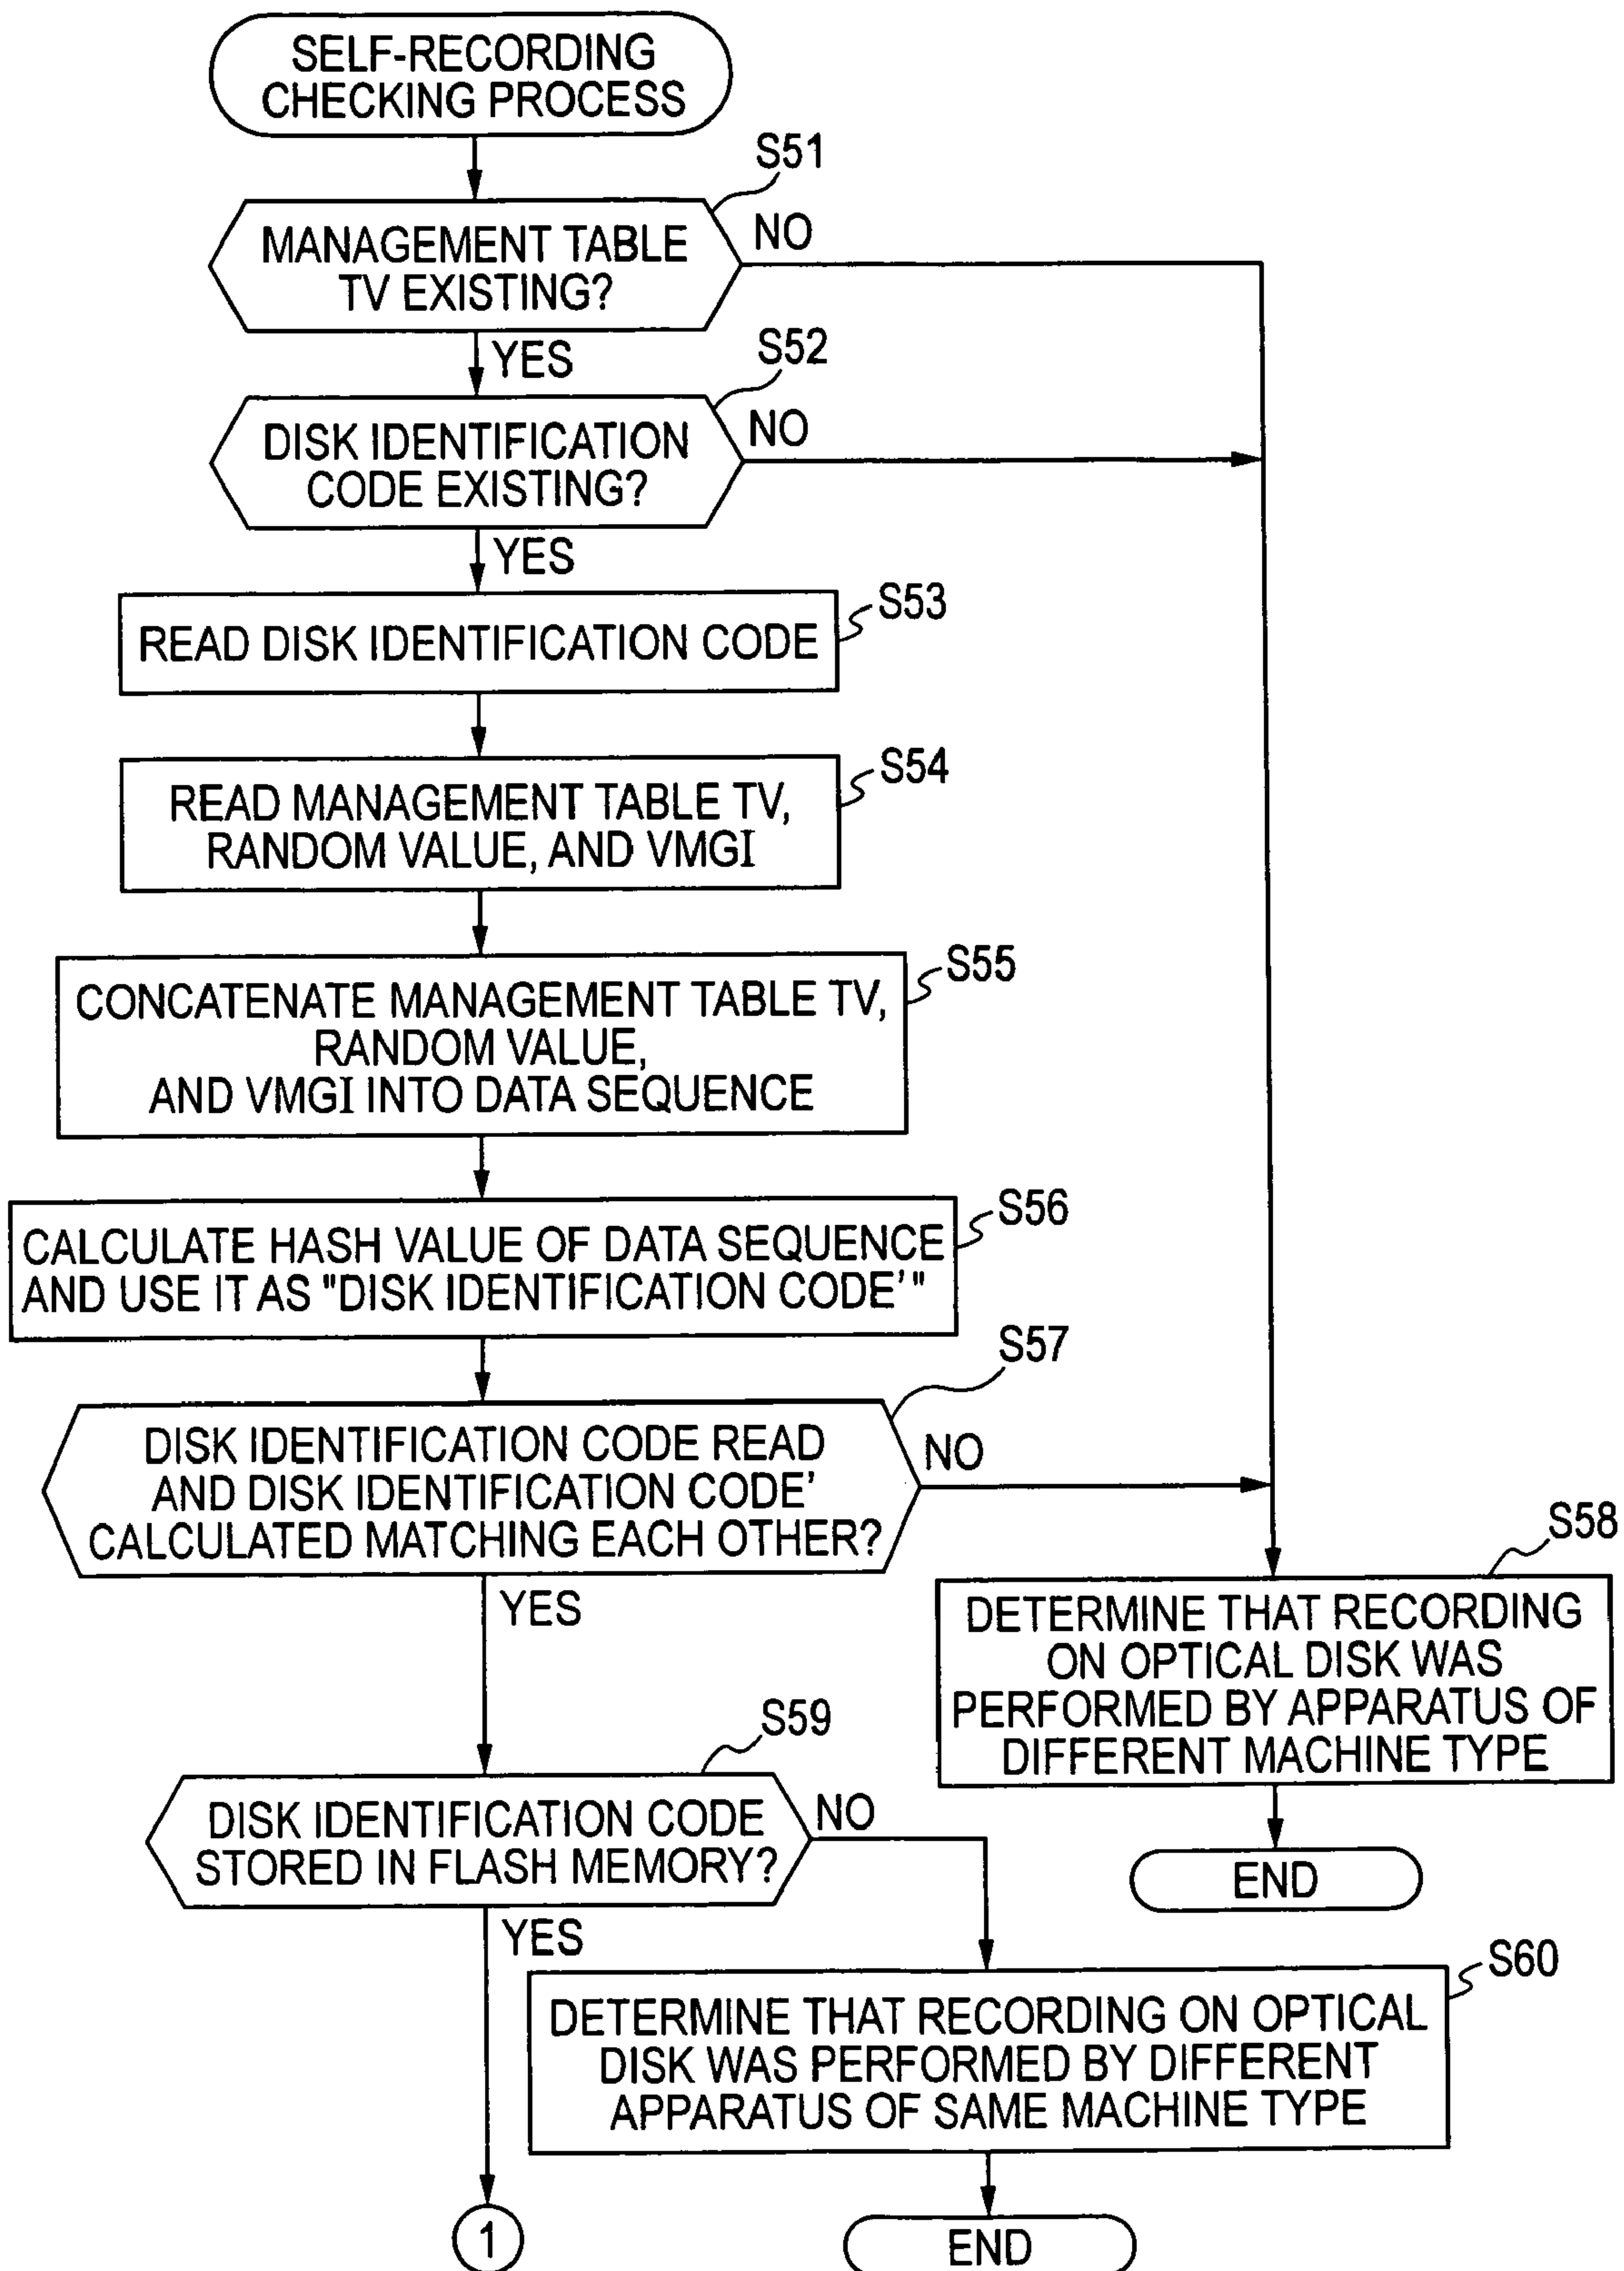 SELF-RECORDING
CHECKING PROCESS
S51
MANAGEMENT TABLE
TV EXISTING?
NO
YES
S52
DISK IDENTIFICATION
CODE EXISTING?
NO
YES
S53
READ DISK IDENTIFICATION CODE
S54
READ MANAGEMENT TABLE TV,
RANDOM VALUE, AND VMGI
S55
CONCATENATE MANAGEMENT TABLE TV,
RANDOM VALUE,
AND VMGI INTO DATA SEQUENCE
S56
CALCULATE HASH VALUE OF DATA SEQUENCE
AND USE IT AS "DISK IDENTIFICATION CODE'"
S57
DISK IDENTIFICATION CODE READ
AND DISK IDENTIFICATION CODE'
CALCULATED MATCHING EACH OTHER?
NO
YES
S58
DETERMINE THAT RECORDING
ON OPTICAL DISK WAS
PERFORMED BY APPARATUS OF
DIFFERENT MACHINE TYPE
END
S59
DISK IDENTIFICATION CODE
STORED IN FLASH MEMORY?
NO
YES
S60
DETERMINE THAT RECORDING ON OPTICAL
DISK WAS PERFORMED BY DIFFERENT
APPARATUS OF SAME MACHINE TYPE
1
END